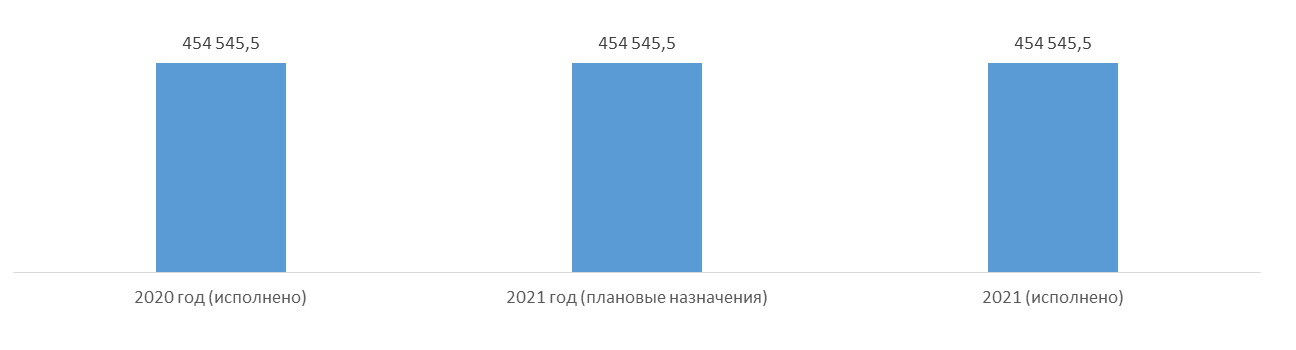 454 545,5 454 545,5 454 545,5
2020 год (исполнено) 2021 год (плановые назначения) 2021 (исполнено)